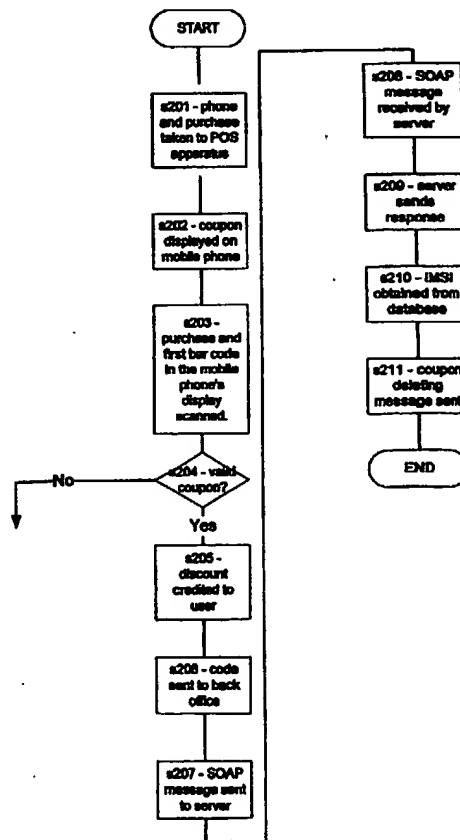 START
s201 - phone
and purchase
taken to POS
apparatus
s202 - coupon
displayed on
mobile phone
s203 -
purchase and
first bar code
in the mobile
phone's
display
scanned.
s204 - valid
coupon?
No
Yes
s205 -
discount
credited to
user
s206 - code
sent to back
office
s207 - SOAP
message sent
to server
s208 - SOAP
message
received by
server
s209 - server
sends
response
s210 - IMSI
obtained from
database
s211 - coupon
deleting
message sent
END